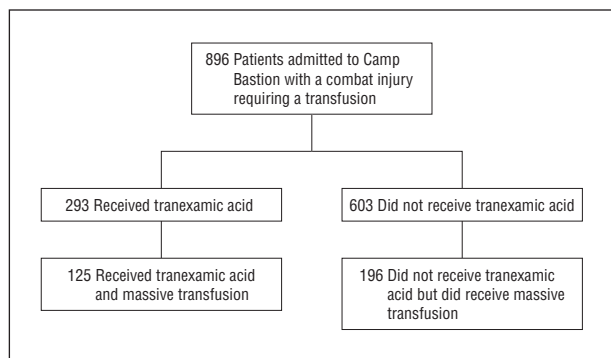 896 Patients admitted to Camp
Bastion with a combat injury
requiring a transfusion
293 Received tranexamic acid
603 Did not receive tranexamic acid
125 Received tranexamic acid
and massive transfusion
196 Did not receive tranexamic
acid but did receive massive
transfusion